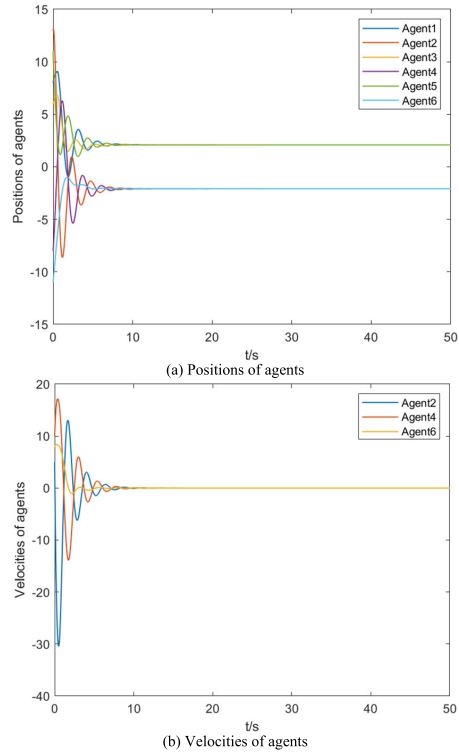 15
10
5
0
-5
-10
-15
Positions of agents
Agent1
Agent2
Agent3
Agent4
Agent5
Agent6
0 10 20 30 40 50
t/s
(a) Positions of agents
20
10
0
-10
-20
-30
-40
Velocities of agents
Agent2
Agent4
Agent6
0 10 20 30 40 50
t/s
(b) Velocities of agents